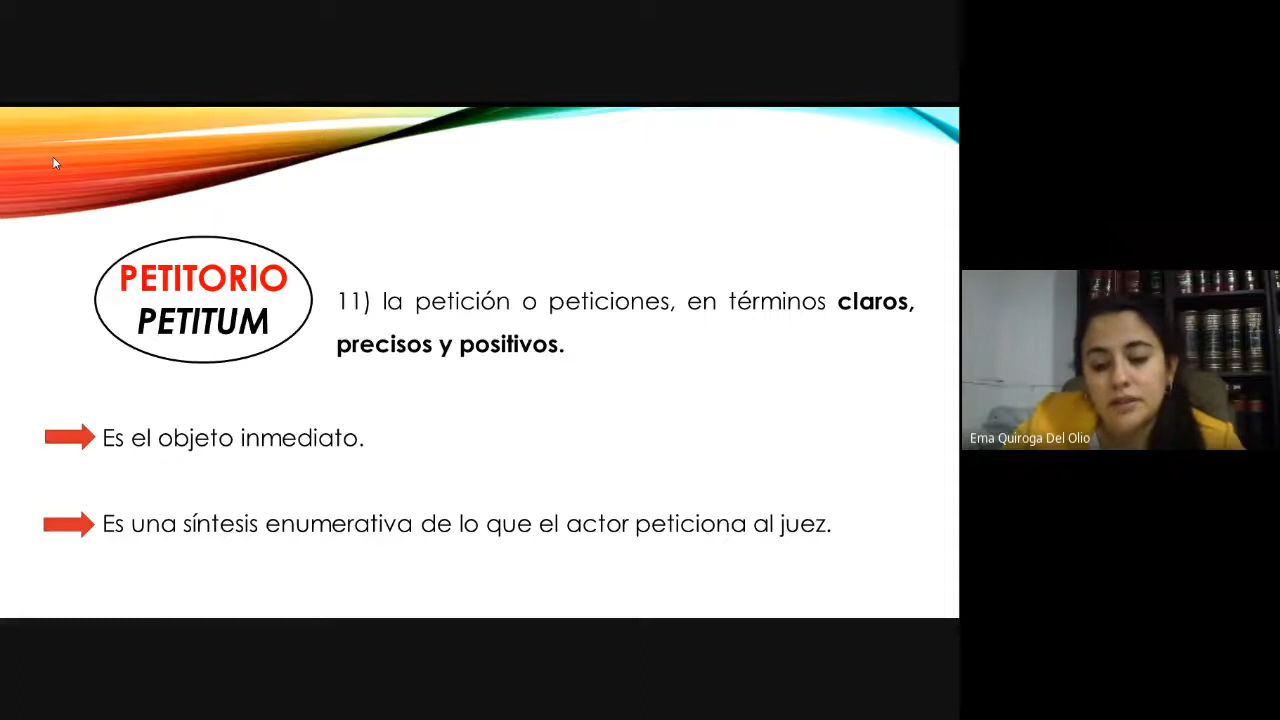 PETITORIO
PETITUM
11) la petición o peticiones, en términos claros,
precisos y positivos.
Es el objeto inmediato.
Es una síntesis enumerativa de lo que el actor peticiona al juez.
Ema Quiroga Del Olio